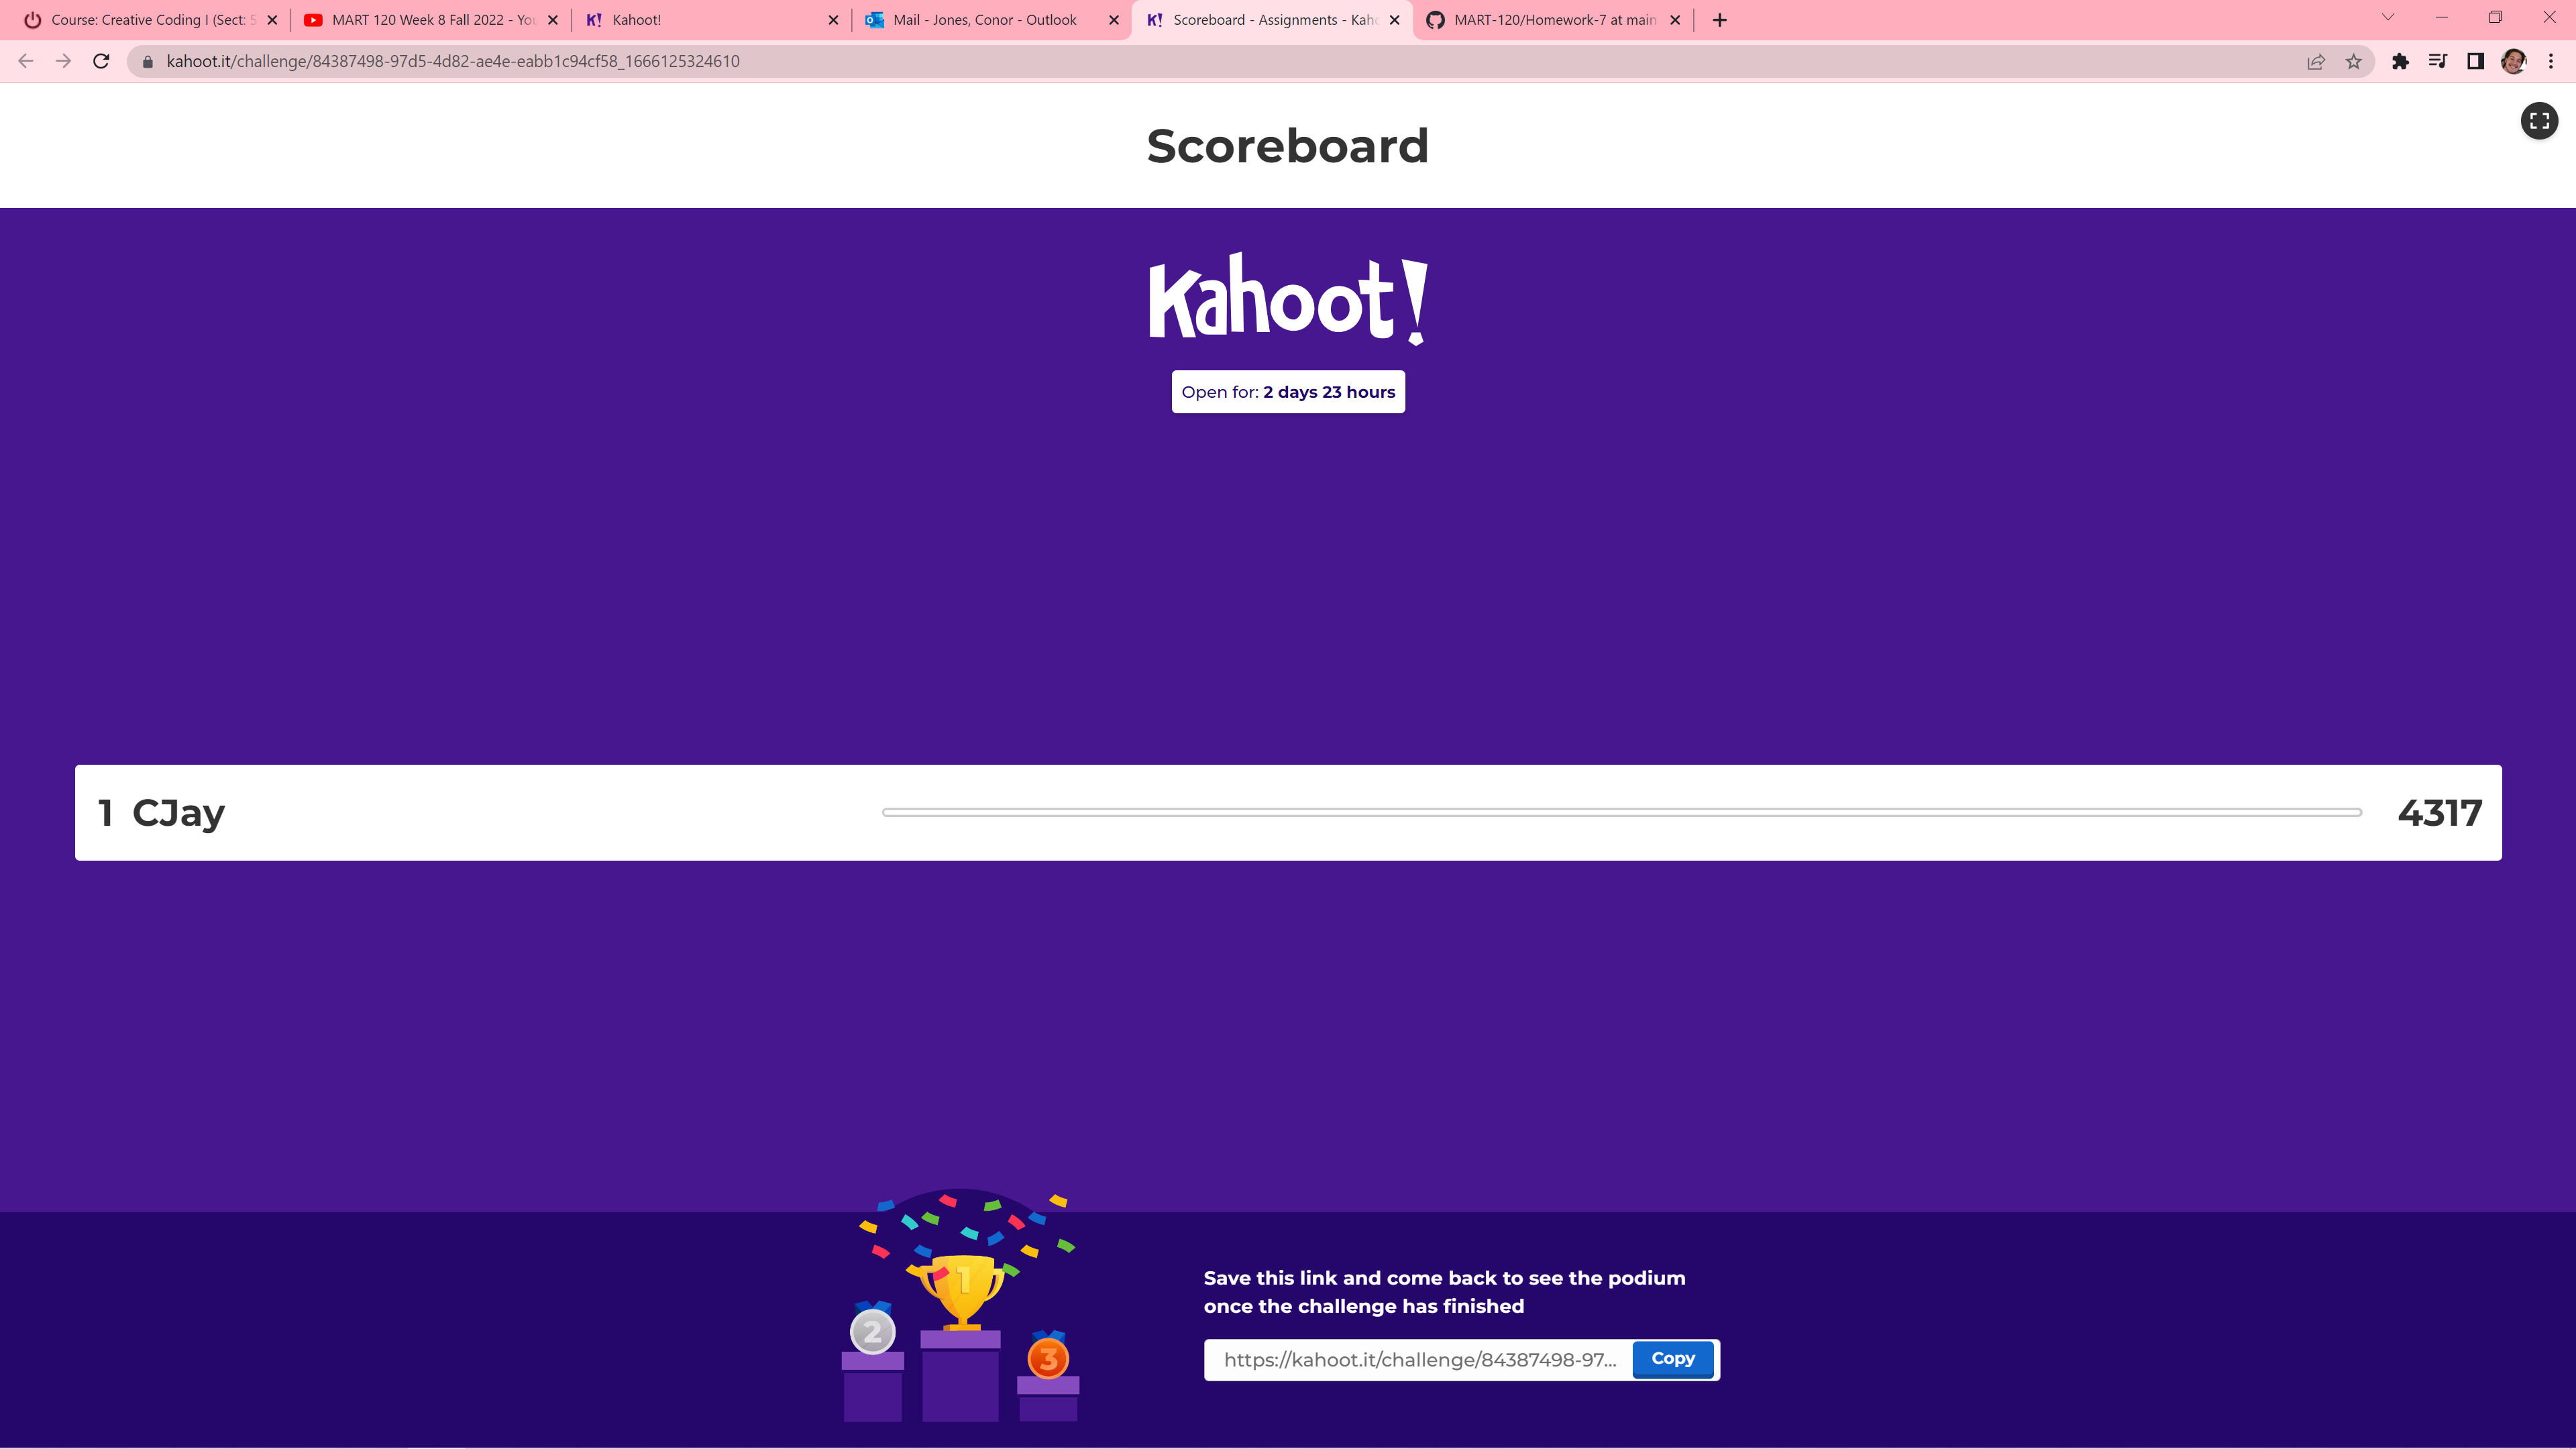 Course: Creative Coding I (Sect: 5
MART 120 Week 8 Fall 2022 - You
Kahoot!
Mail - Jones, Conor - Outlook
Scoreboard - Assignments - Kaho
MART-120/Homework-7 at main
kahoot.it/challenge/84387498-97d5-4d82-ae4e-eabb1c94cf58_1666125324610
Scoreboard
Kahoot!
Open for: 2 days 23 hours
1 CJay 4317
1
2
3
Save this link and come back to see the podium
once the challenge has finished
https://kahoot.it/challenge/84387498-97... Copy